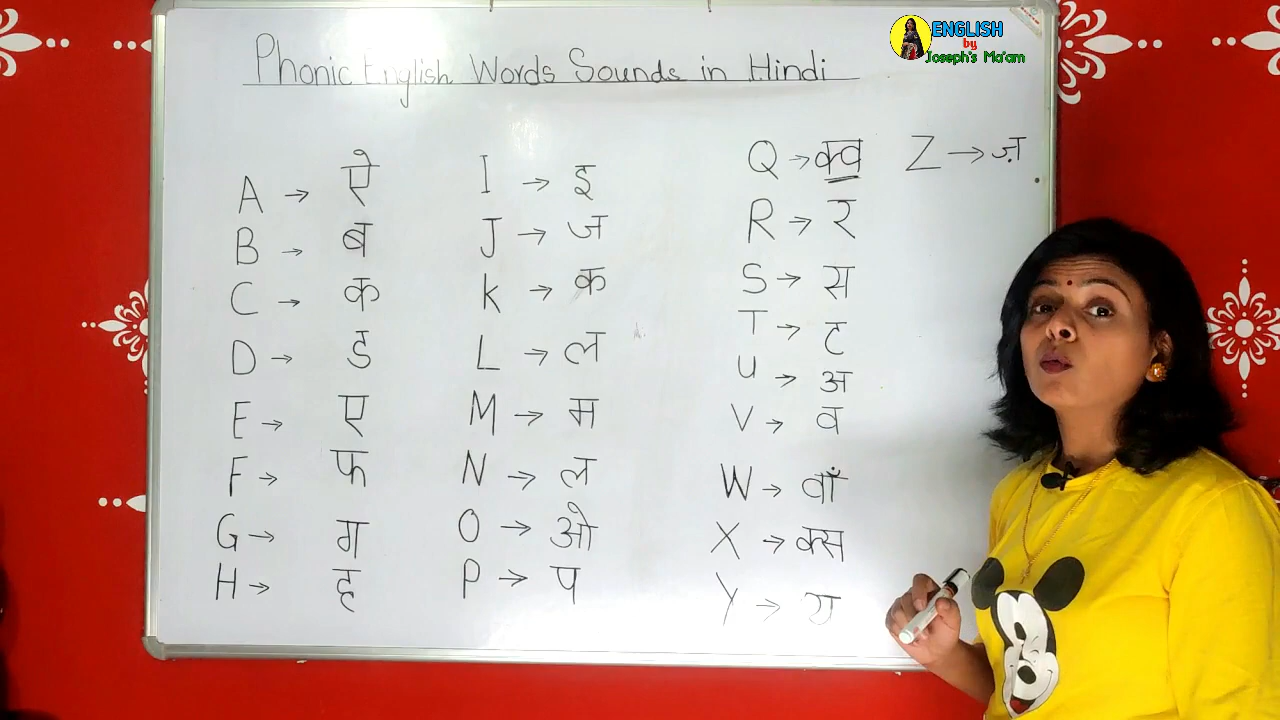 ENGLISH
by
Joseph's Ma'am
Phonic English Words Sounds in Hindi
A → ऐ
B → ब
C → क
D → ड
E → ए
F → फ
G → ग
H → ह
I → इ
J → ज
K → क
L → ल
M → म
N → ल
O → ओ
P → प
Q → क्व
R → र
S → स
T → ट
U → अ
V → व
W → वाँ
X → क्स
Y → य
Z → ज़